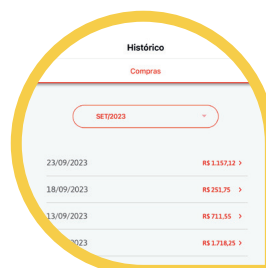 Histórico
Compras
SET/2023
23/09/2023 R$ 1.157,12 >
18/09/2023 R$ 251,75 >
13/09/2023 R$ 711,55 >
/2023 R$ 1.718,25 >